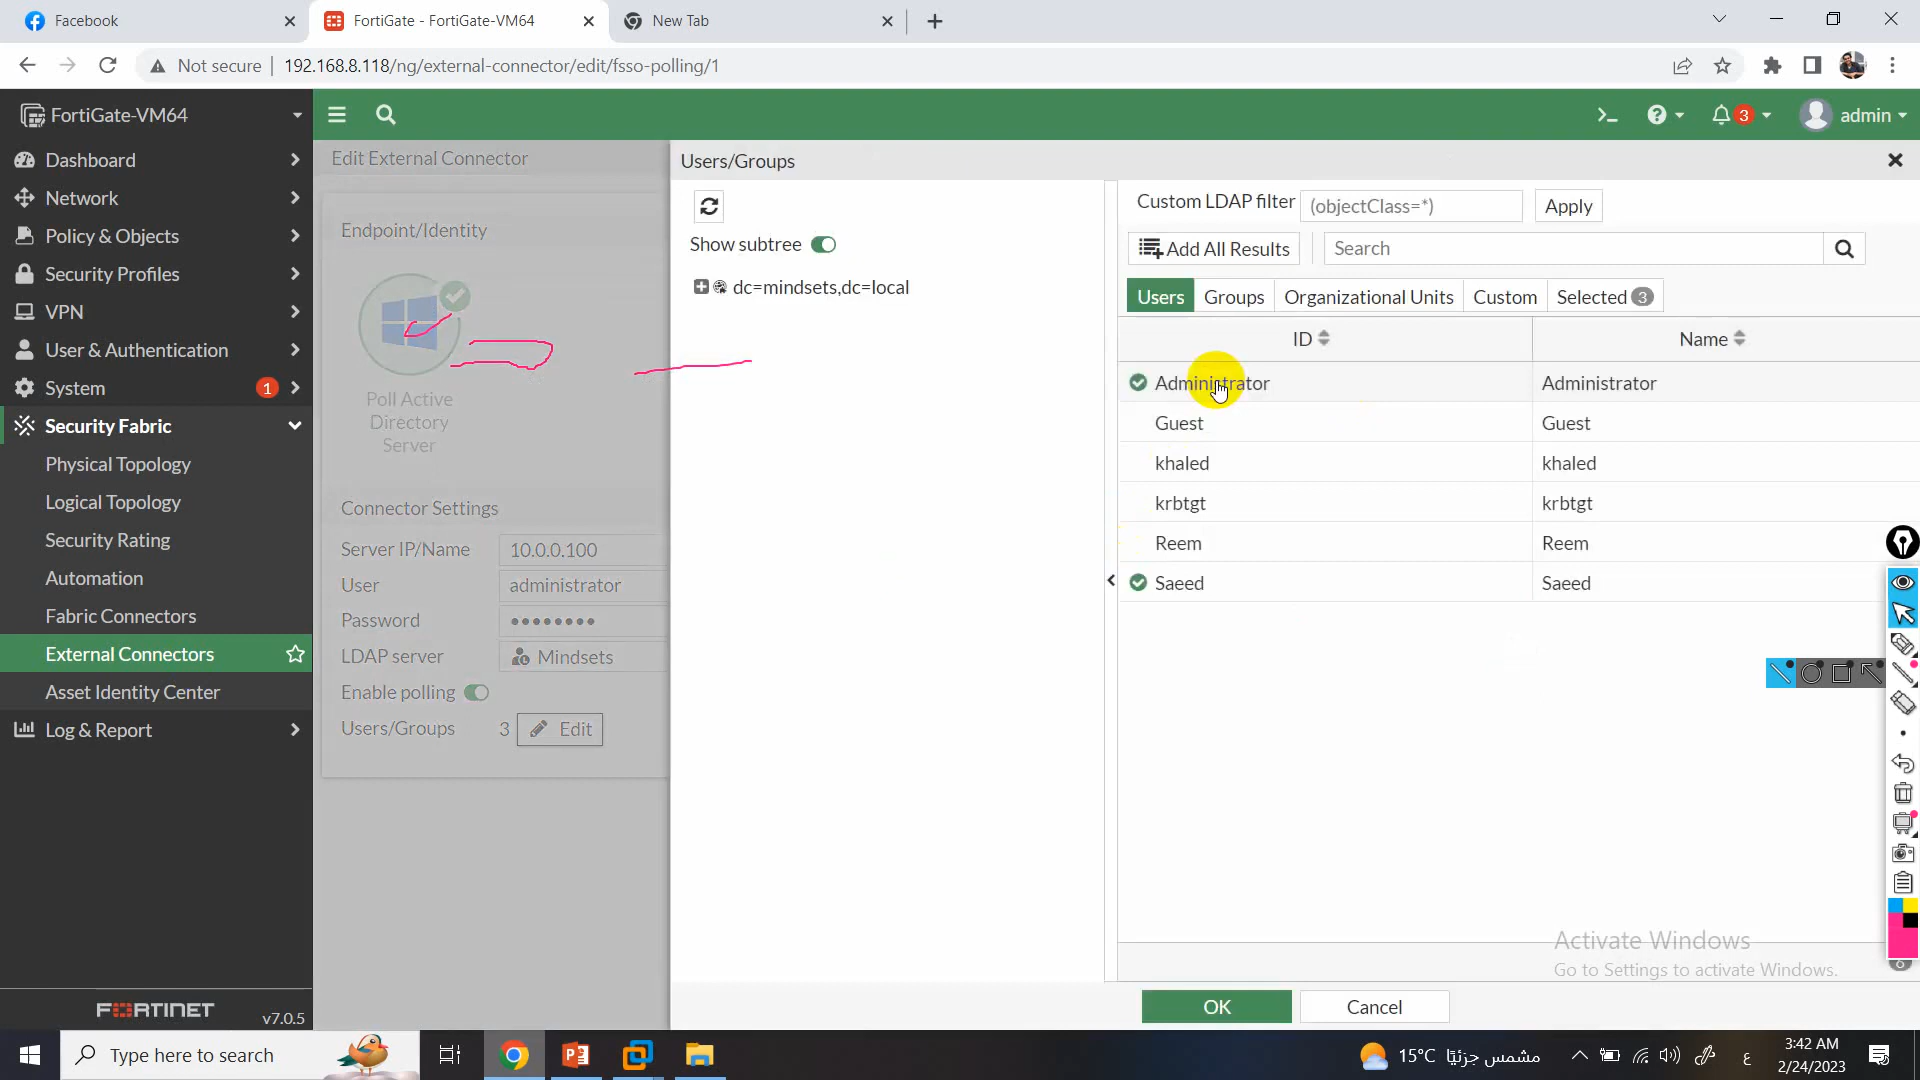 Facebook
FortiGate - FortiGate-VM64
New Tab
Not secure
192.168.8.118/ng/external-connector/edit/fsso-polling/1
FortiGate-VM64
3
admin
Dashboard
Network
Policy & Objects
Security Profiles
VPN
User & Authentication
System
1
Security Fabric
Physical Topology
Logical Topology
Security Rating
Automation
Fabric Connectors
External Connectors
Asset Identity Center
Log & Report
FORTINET
v7.0.5
Edit External Connector
Endpoint/Identity
Poll Active
Directory
Server
Connector Settings
Server IP/Name
10.0.0.100
User
administrator
Password
••••••••
LDAP server
Mindsets
Enable polling
Users/Groups
3
Edit
Users/Groups
Show subtree
dc=mindsets,dc=local
Custom LDAP filter
(objectClass=*)
Apply
Add All Results
Search
Users
Groups
Organizational Units
Custom
Selected 3
ID
Name
Administrator
Administrator
Guest
Guest
khaled
khaled
krbtgt
krbtgt
Reem
Reem
Saeed
Saeed
Activate Windows
Go to Settings to activate Windows.
OK
Cancel
Type here to search
15°C
مشمس جزئيًا
ع
3:42 AM
2/24/2023